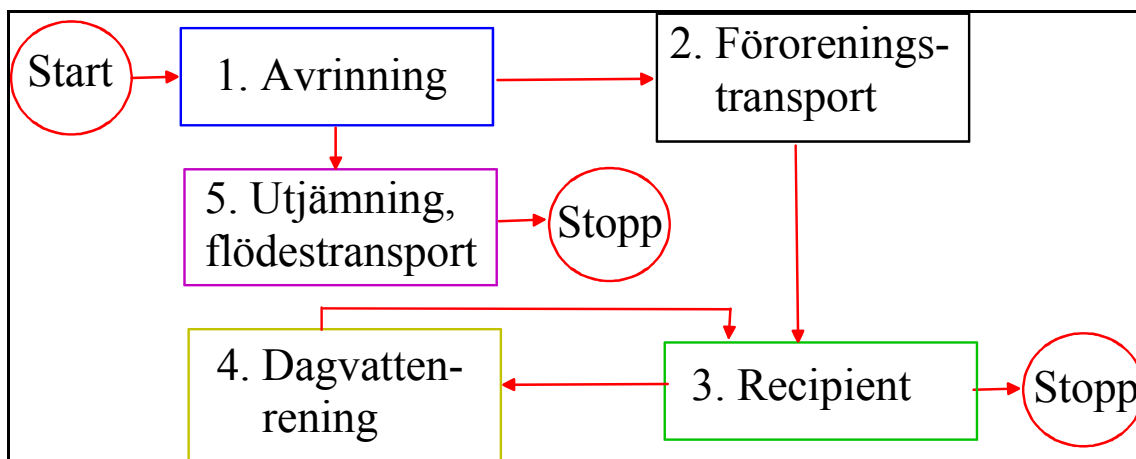 Start
1. Avrinning
2. Förorenings-
transport
5. Utjämning,
flödestransport
Stopp
4. Dagvatten-
rening
3. Recipient
Stopp